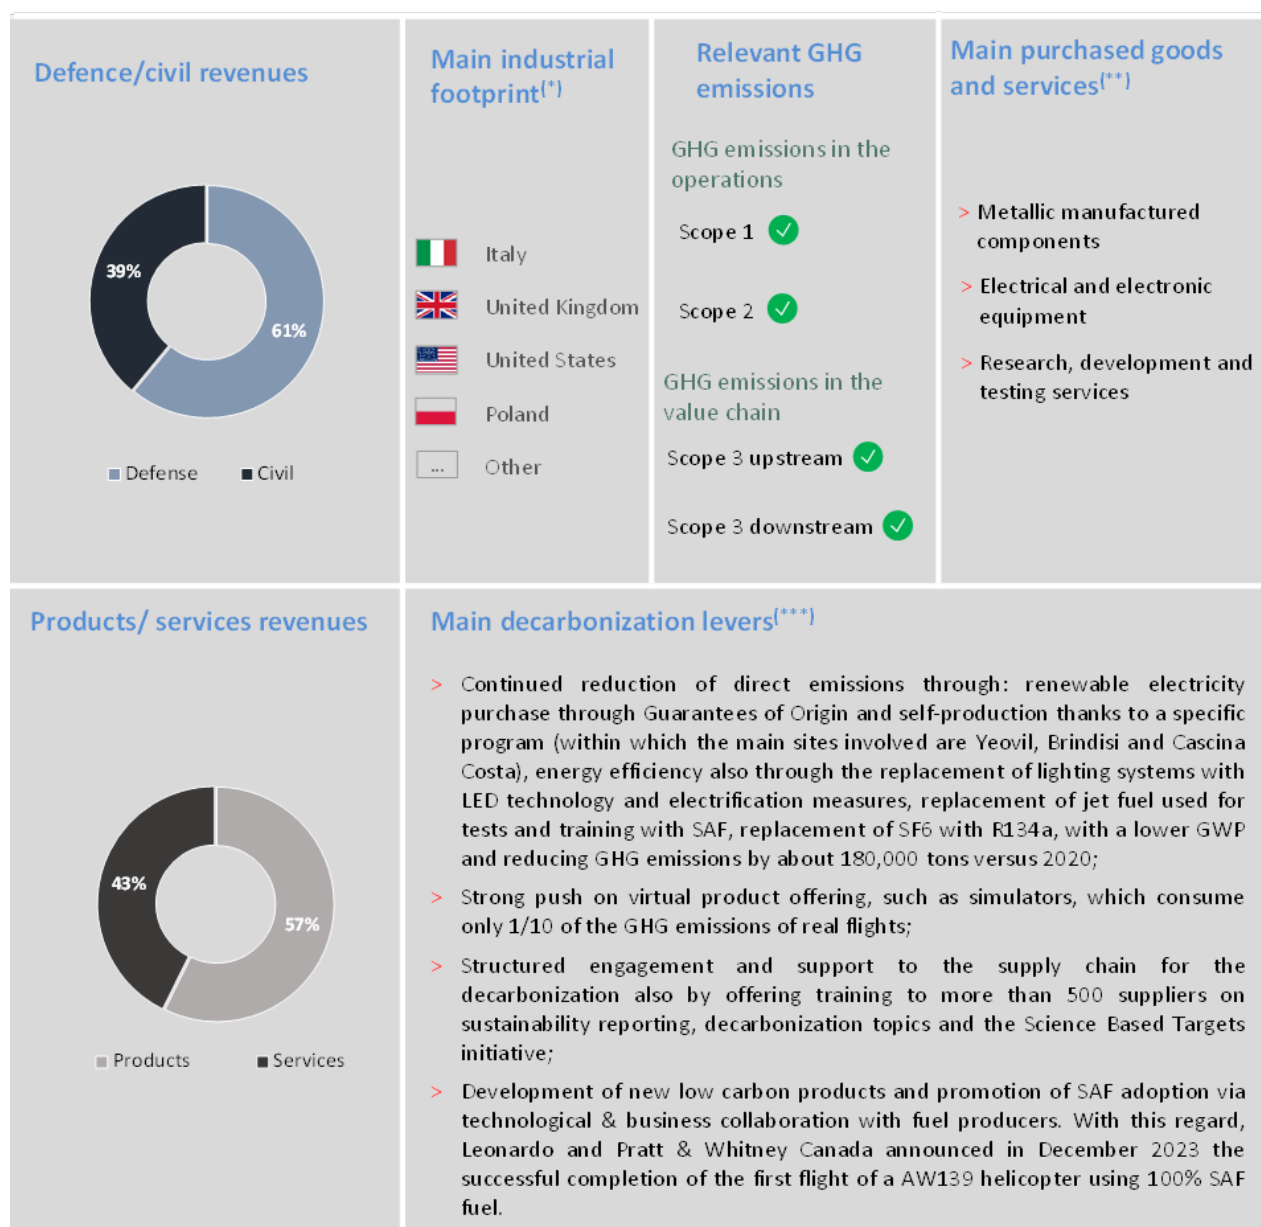 Defence/civil revenues
39%
61%
Defense
Civil
Main industrial
footprint(*)
Italy
United Kingdom
United States
Poland
...
Other
Relevant GHG
emissions
GHG emissions in the
operations
Scope 1
Scope 2
GHG emissions in the
value chain
Scope 3 upstream
Scope 3 downstream
Main purchased goods
and services(**)
> Metallic manufactured
components
> Electrical and electronic
equipment
> Research, development and
testing services
Products/ services revenues
43%
57%
Products
Services
Main decarbonization levers(***)
> Continued reduction of direct emissions through: renewable electricity
purchase through Guarantees of Origin and self-production thanks to a specific
program (within which the main sites involved are Yeovil, Brindisi and Cascina
Costa), energy efficiency also through the replacement of lighting systems with
LED technology and electrification measures, replacement of jet fuel used for
tests and training with SAF, replacement of SF6 with R134a, with a lower GWP
and reducing GHG emissions by about 180,000 tons versus 2020;
> Strong push on virtual product offering, such as simulators, which consume
only 1/10 of the GHG emissions of real flights;
> Structured engagement and support to the supply chain for the
decarbonization also by offering training to more than 500 suppliers on
sustainability reporting, decarbonization topics and the Science Based Targets
initiative;
> Development of new low carbon products and promotion of SAF adoption via
technological & business collaboration with fuel producers. With this regard,
Leonardo and Pratt & Whitney Canada announced in December 2023 the
successful completion of the first flight of a AW139 helicopter using 100% SAF
fuel.